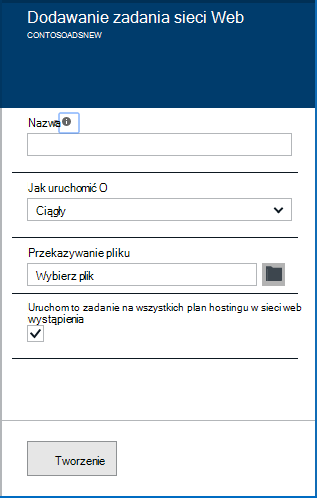 Dodawanie zadania sieci Web
CONTOSOADSNEW
Nazwa
Jak uruchomić O
Ciągły
Przekazywanie pliku
Wybierz plik
Uruchom to zadanie na wszystkich plan hostingu w sieci web
wystąpienia
Tworzenie